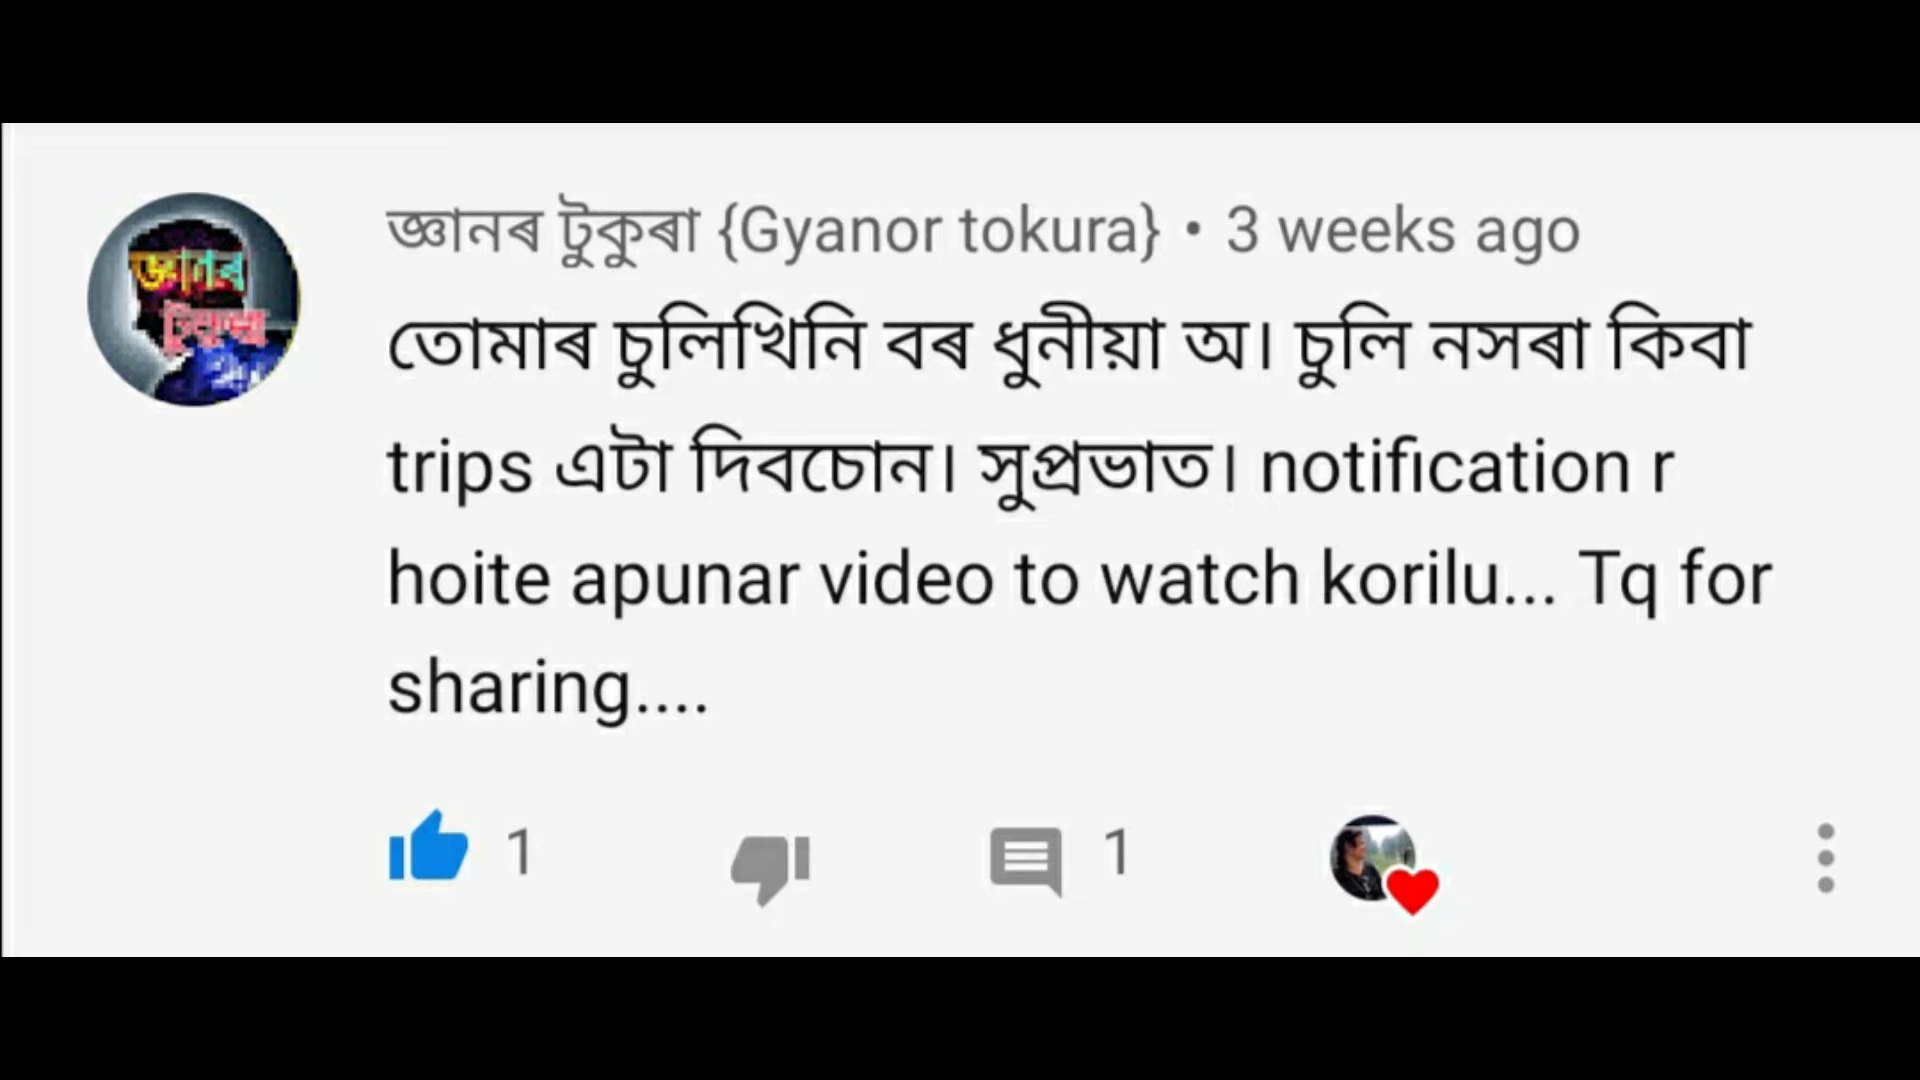 জ্ঞানৰ টুকুৰা {Gyanor tokura} • 3 weeks ago
তোমাৰ চুলিখিনি বৰ ধুনীয়া অ। চুলি নসৰা কিবা
trips এটা দিবচোন। সুপ্ৰভাত। notification r
hoite apunar video to watch korilu... Tq for
sharing....
1 1
জ্ঞানৰ
টুকুৰা